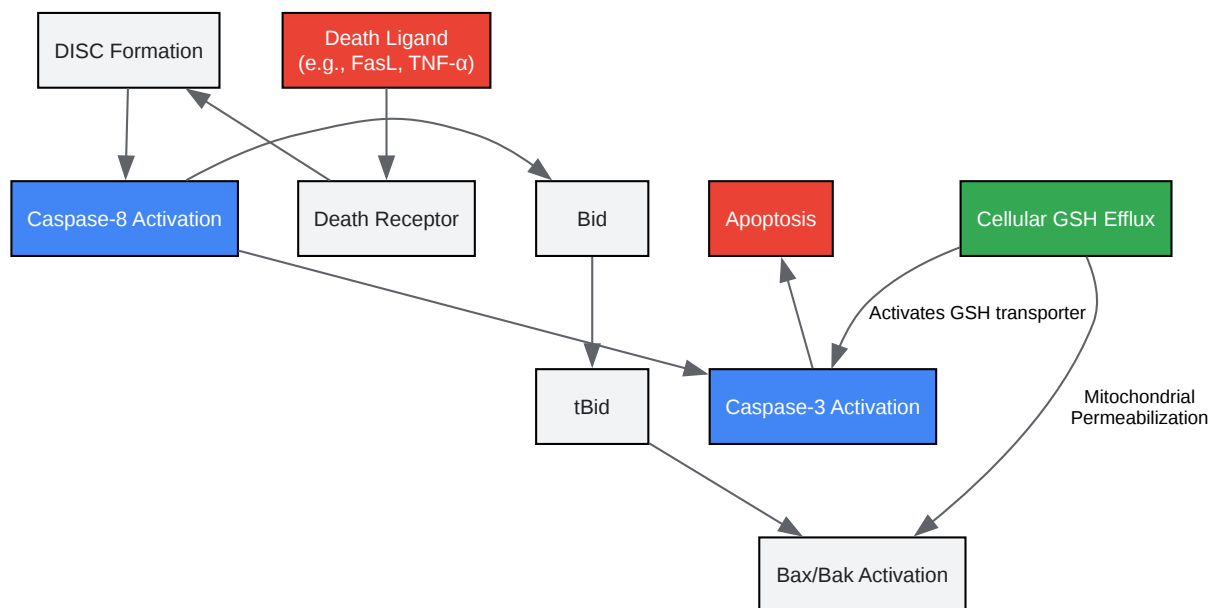 DISC Formation
Death Ligand
(e.g., FasL, TNF-α)
Caspase-8 Activation
Death Receptor
Bid
Apoptosis
Cellular GSH Efflux
Activates GSH transporter
tBid
Caspase-3 Activation
Mitochondrial
Permeabilization
Bax/Bak Activation